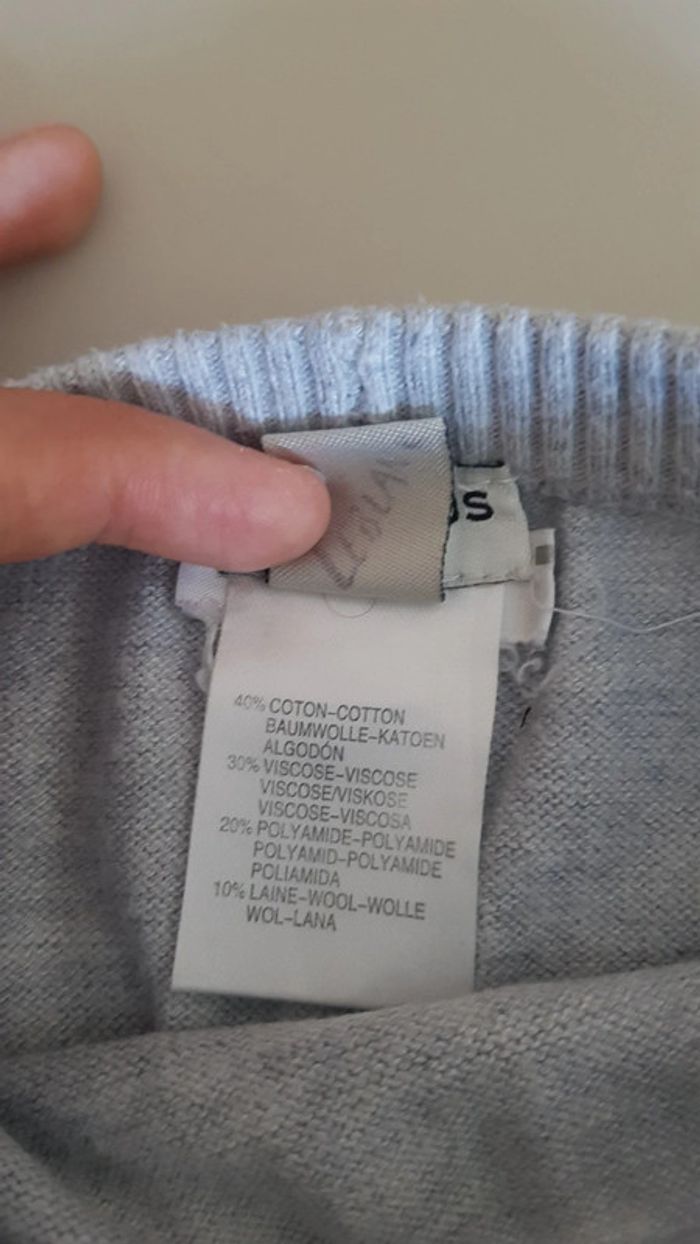 40% COTON-COTTON
BAUMWOLLE-KATOEN
ALGODÓN
30% VISCOSE-VISCOSE
VISCOSE/VISKOSE
VISCOSE-VISCOSA
20% POLYAMIDE-POLYAMIDE
POLYAMID-POLYAMIDE
POLIAMIDA
10% LAINE-WOOL-WOLLE
WOL-LANA